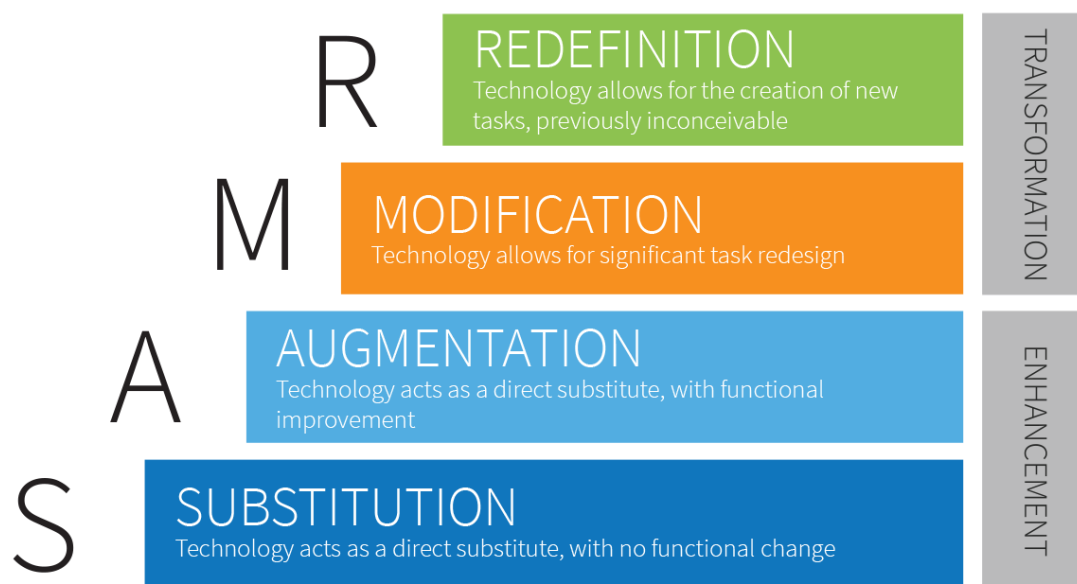 R
REDEFINITION
Technology allows for the creation of new
tasks, previously inconceivable
TRANSFORMATION
M
MODIFICATION
Technology allows for significant task redesign
A
AUGMENTATION
Technology acts as a direct substitute, with functional
improvement
ENHANCEMENT
S
SUBSTITUTION
Technology acts as a direct substitute, with no functional change